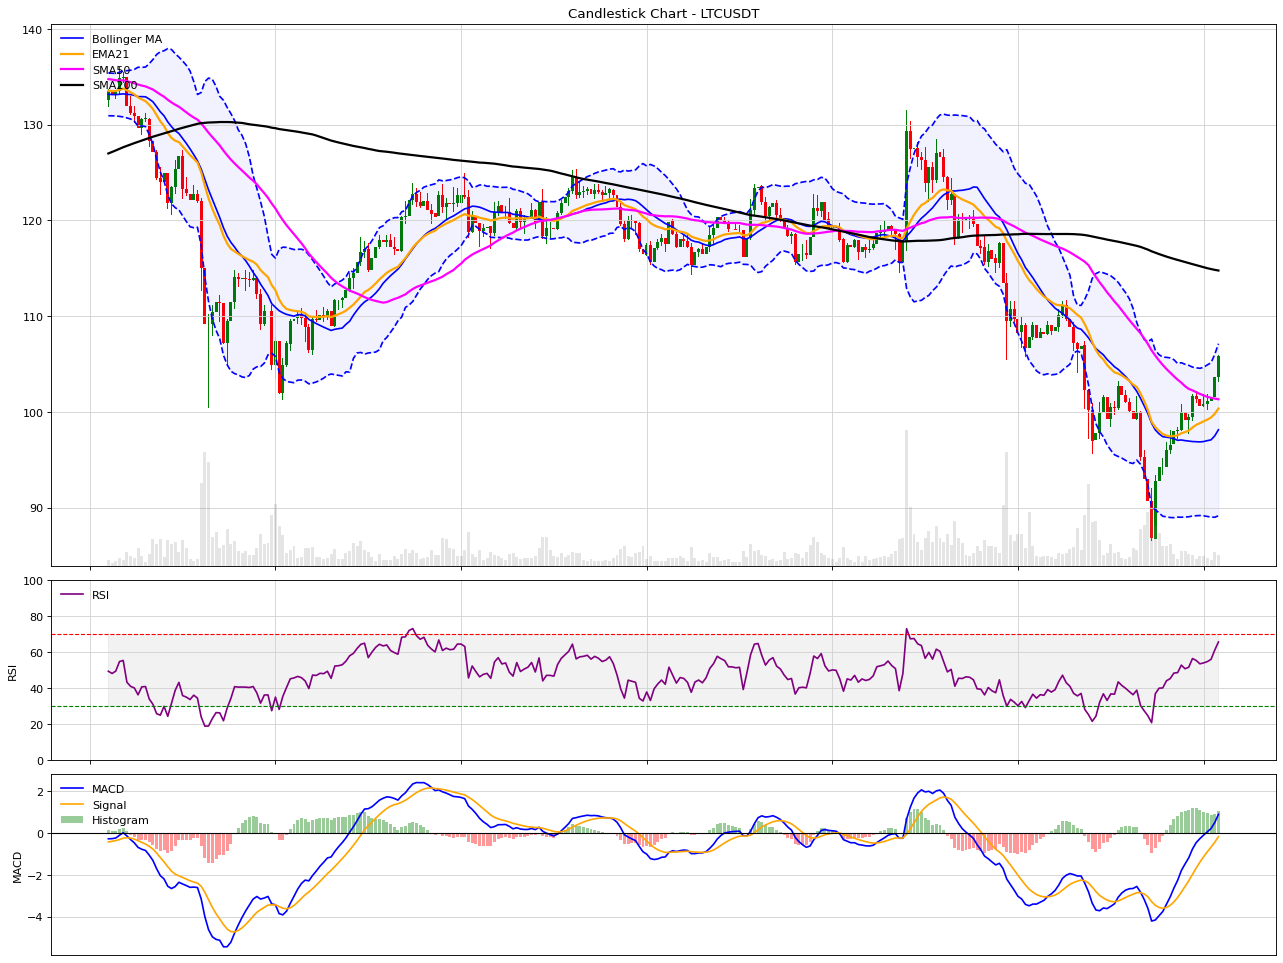 Candlestick Chart - LTCUSDT
140
130
120
110
100
90
Bollinger MA
EMA21
SMA50
SMA200
100
80
60
40
20
0
RSI
RSI
2
0
−2
−4
MACD
MACD
Signal
Histogram